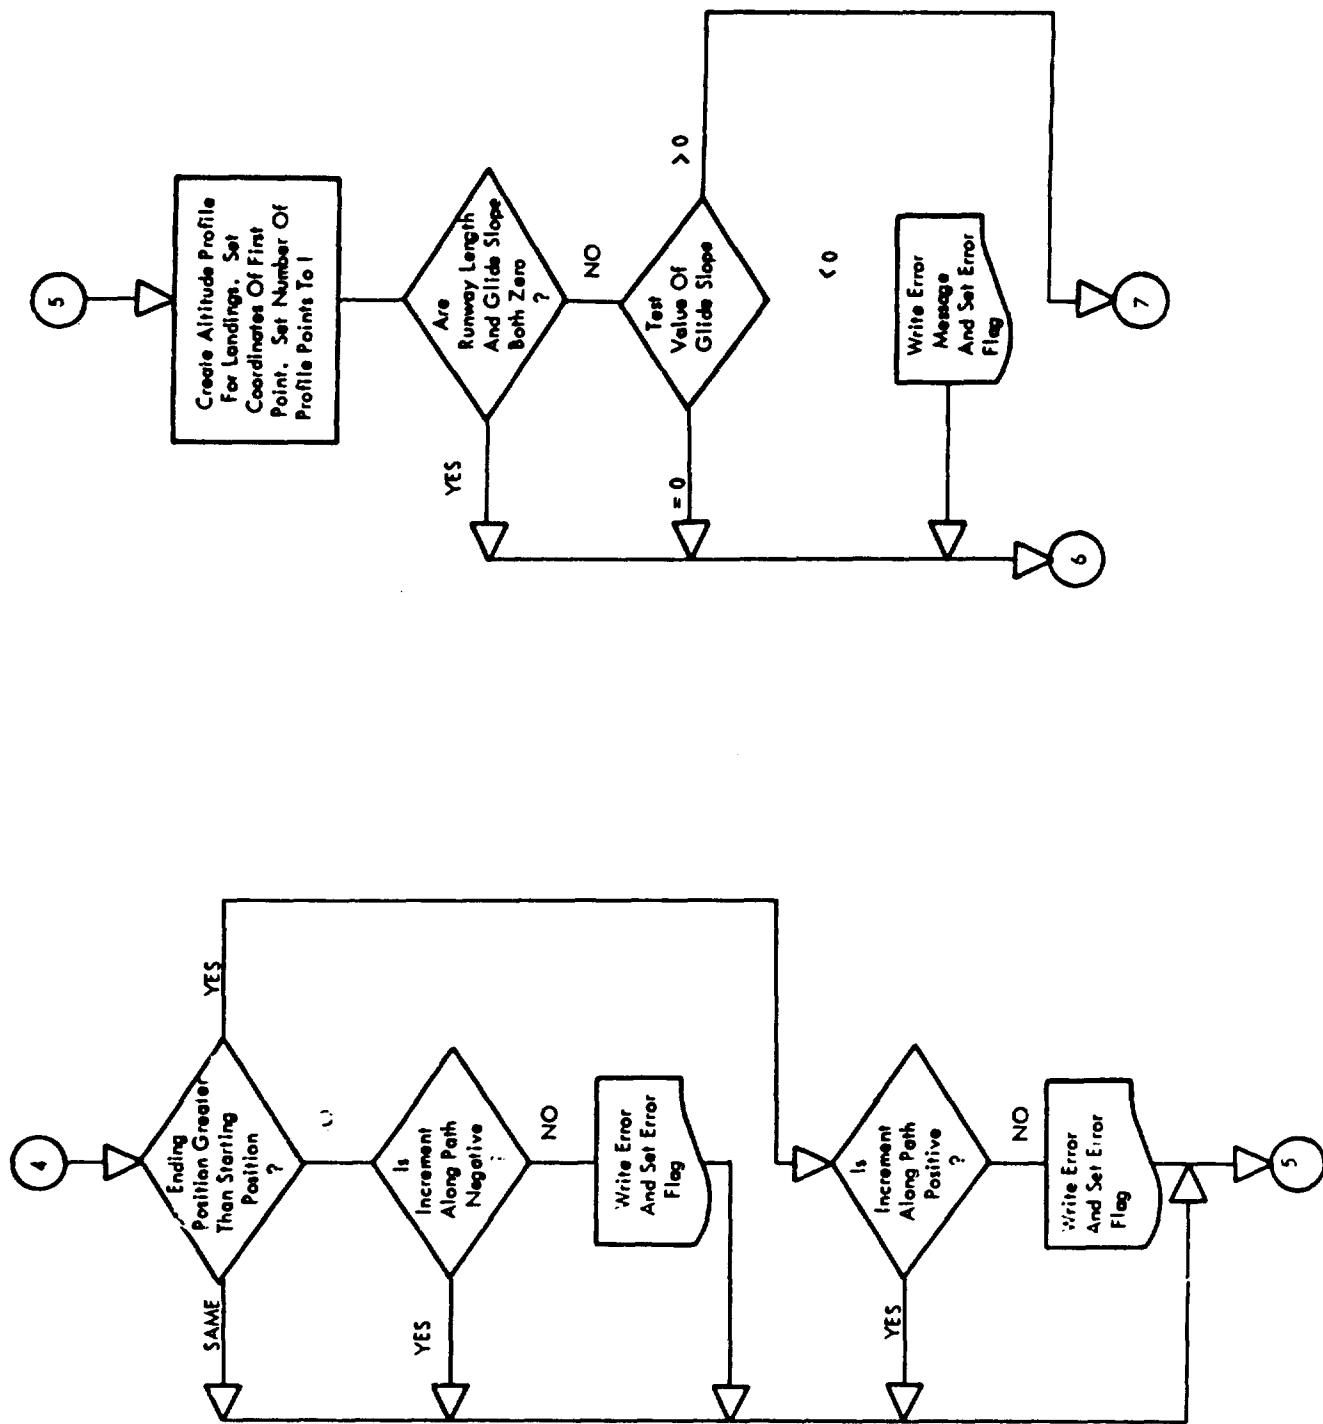 4
Ending
Position Greater
Than Starting
Position
?
SAME
YES
Is
Increment
Along Path
Negative
YES
NO
Write Error
And Set Error
Flag
Is
Increment
Along Path
Positive
?
YES
NO
Write Error
And Set Error
Flag
5
5
Create Altitude Profile
For Landings. Set
Coordinates Of First
Point. Set Number Of
Profile Points To 1
Are
Runway Length
And Glide Slope
Both Zero
?
YES
NO
Test
Value Of
Glide Slope
= 0
> 0
< 0
Write Error
Message
And Set Error
Flag
6
7